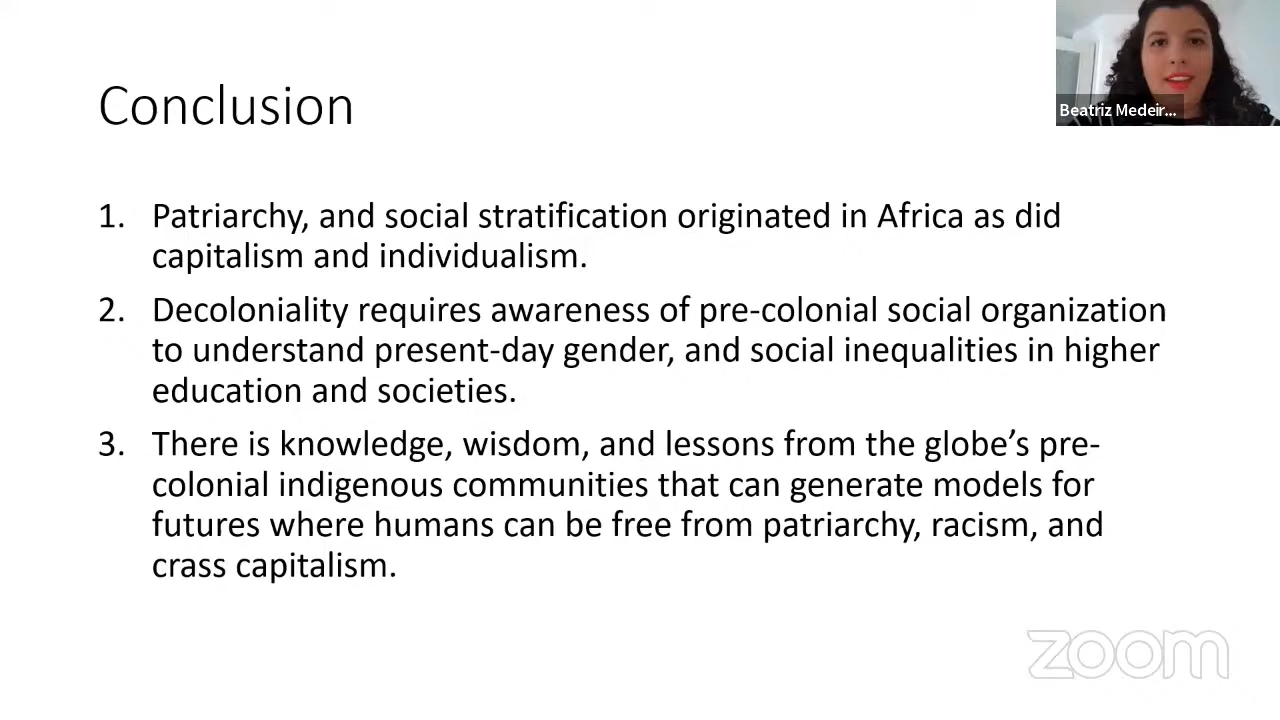 Conclusion
Beatriz Medeir...
1. Patriarchy, and social stratification originated in Africa as did
capitalism and individualism.
2. Decoloniality requires awareness of pre-colonial social organization
to understand present-day gender, and social inequalities in higher
education and societies.
3. There is knowledge, wisdom, and lessons from the globe’s pre-
colonial indigenous communities that can generate models for
futures where humans can be free from patriarchy, racism, and
crass capitalism.
zoom